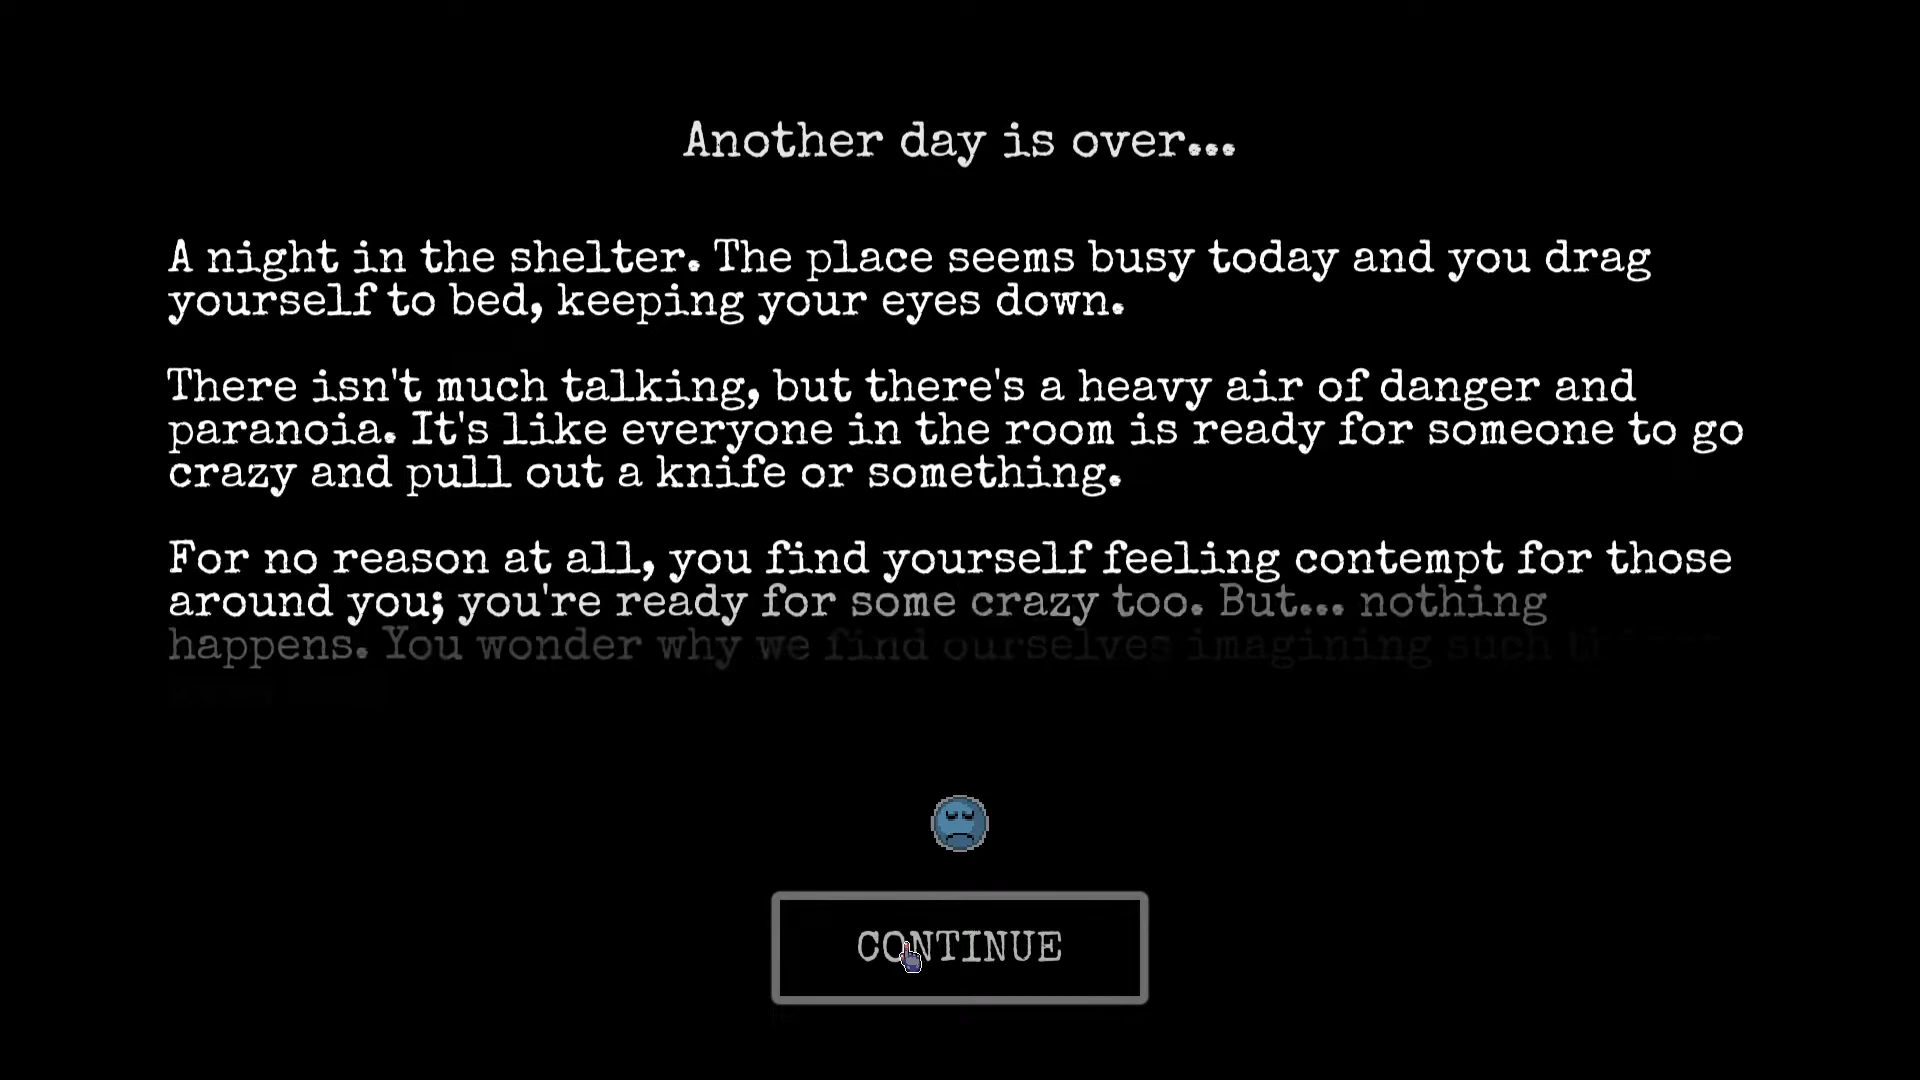 Another day is over...
A night in the shelter. The place seems busy today and you drag
yourself to bed, keeping your eyes down.
There isn't much talking, but there's a heavy air of danger and
paranoia. It's like everyone in the room is ready for someone to go
crazy and pull out a knife or something.
For no reason at all, you find yourself feeling contempt for those
around you; you're ready for some crazy too. But... nothing
happens. You wonder why we find ourselves imagining such
CONTINUE